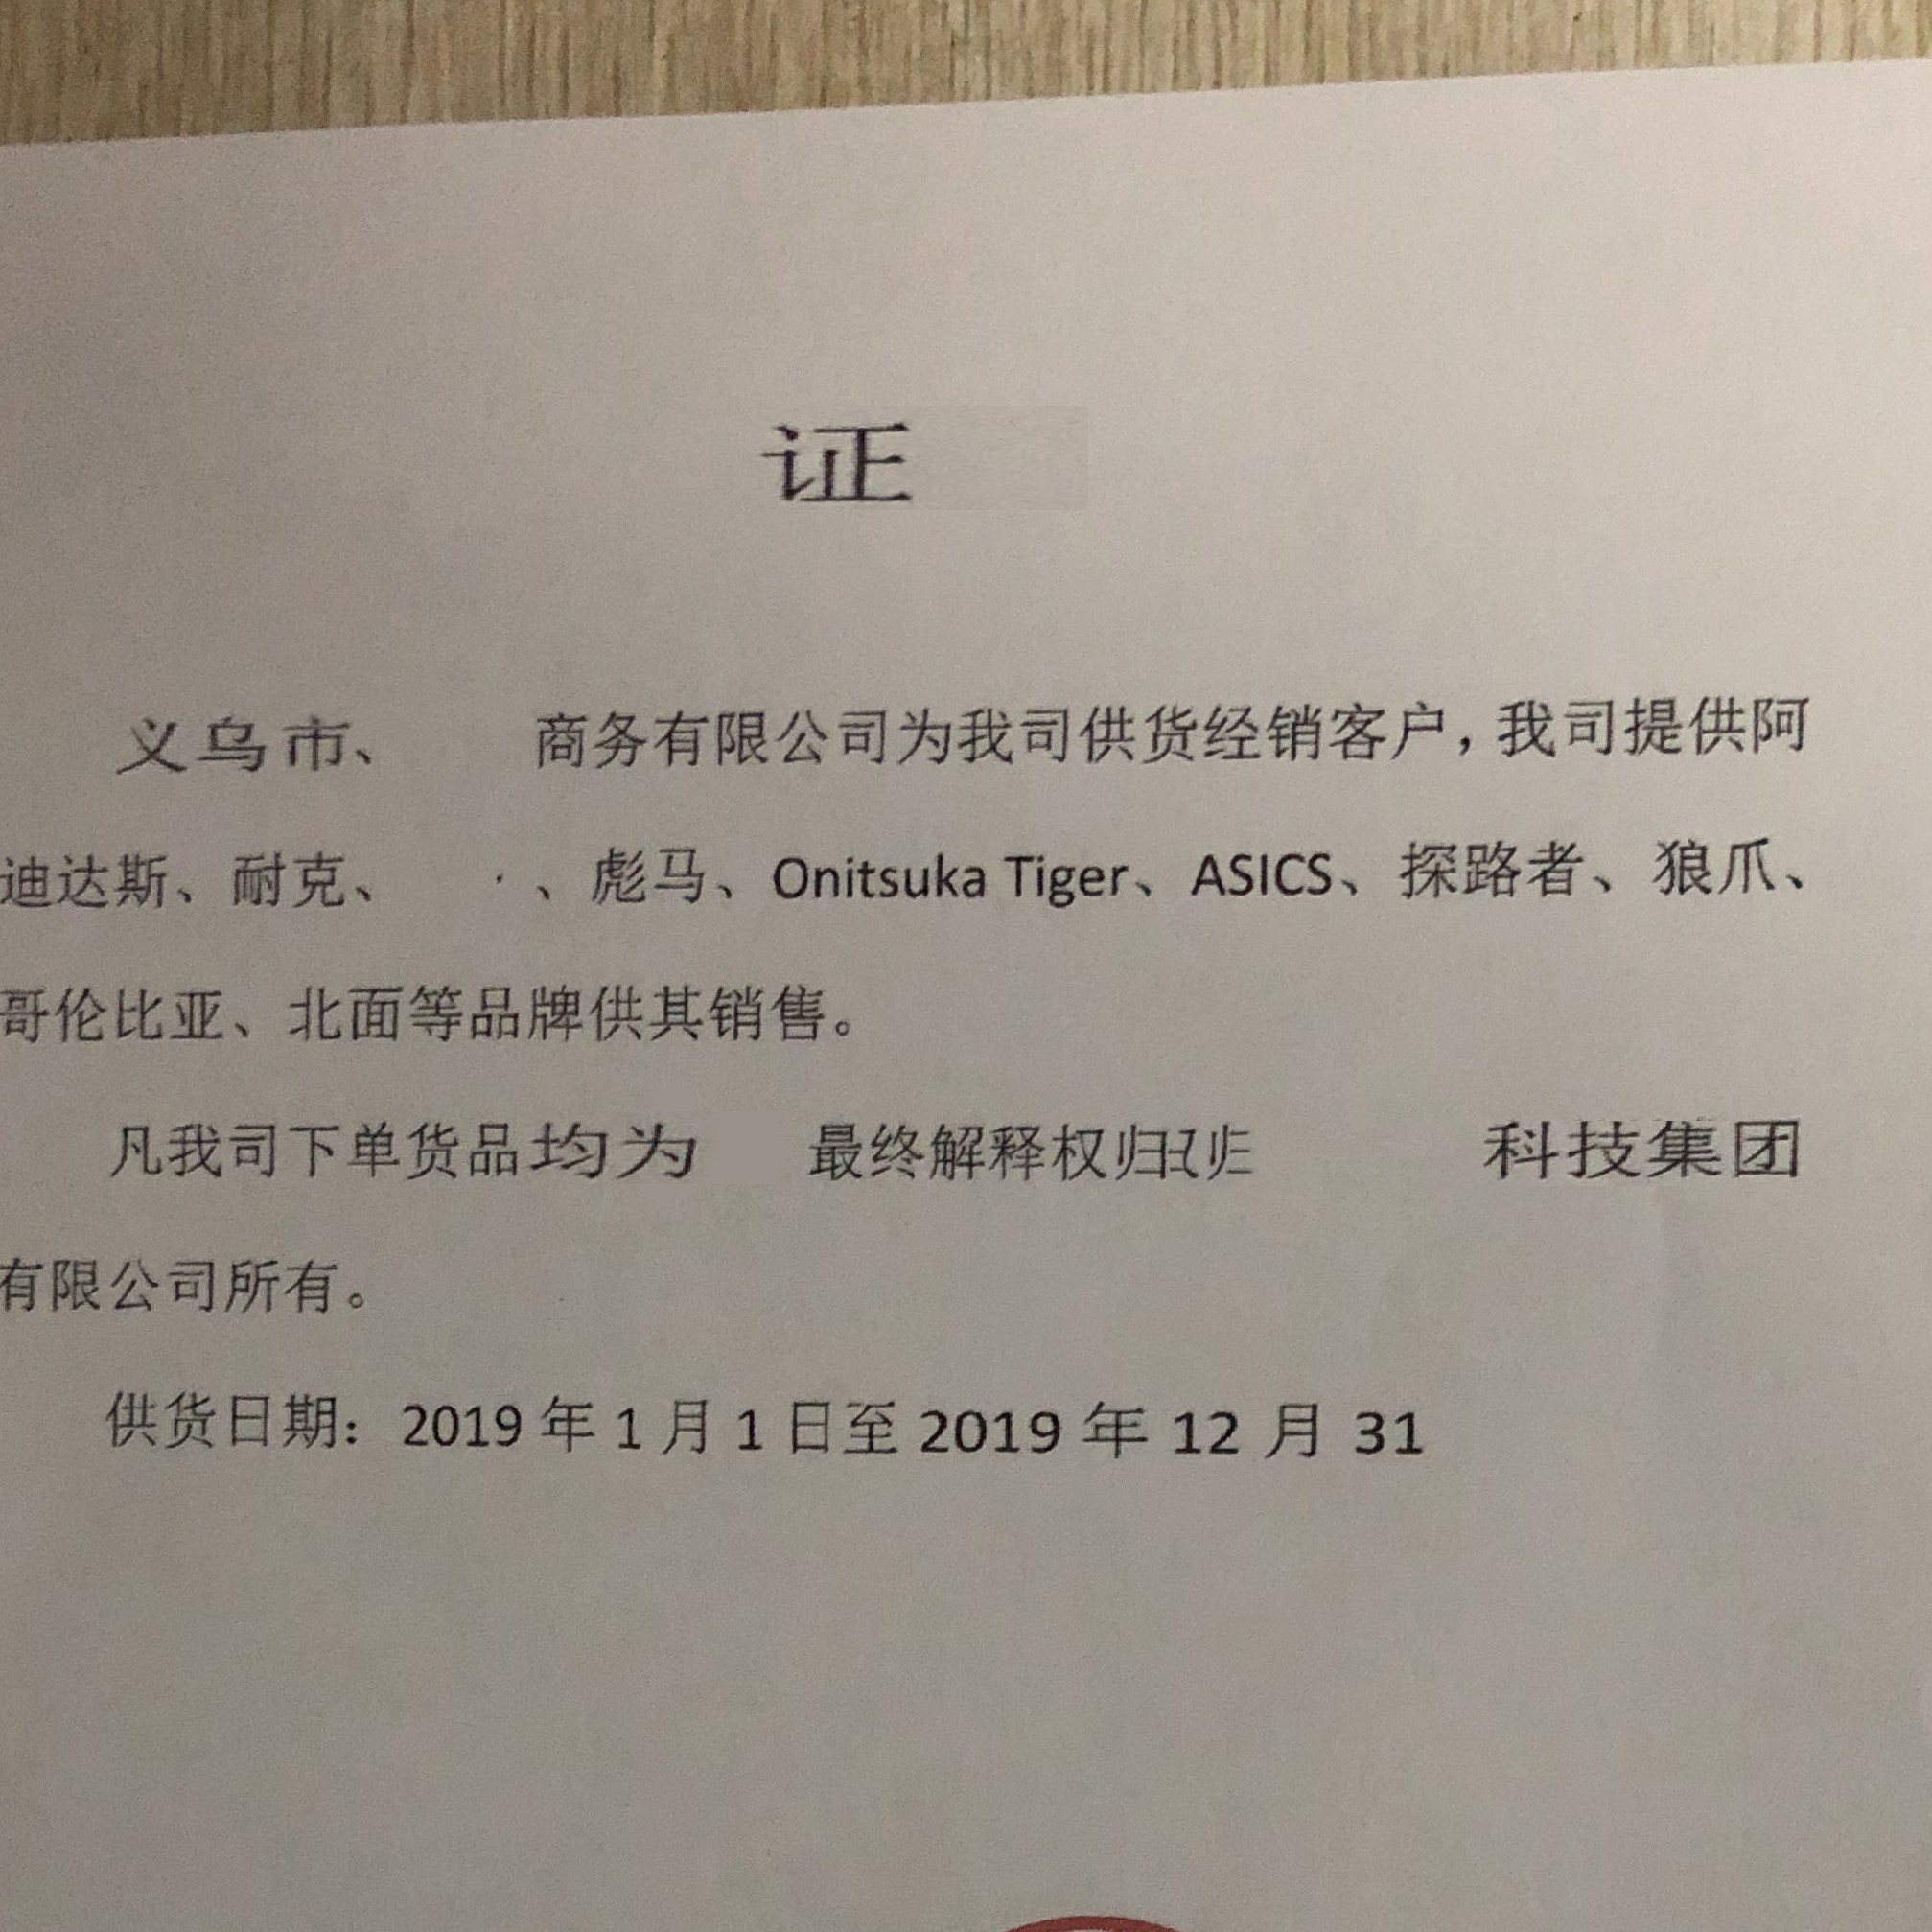 证
义乌市、 商务有限公司为我司供货经销客户，我司提供阿
迪达斯、耐克、 · 、彪马、Onitsuka Tiger、ASICS、探路者、狼爪、
哥伦比亚、北面等品牌供其销售。
凡我司下单货品均为 最终解释权归 归 科技集团
有限公司所有。
供货日期：2019 年 1 月 1 日至 2019 年 12 月 31